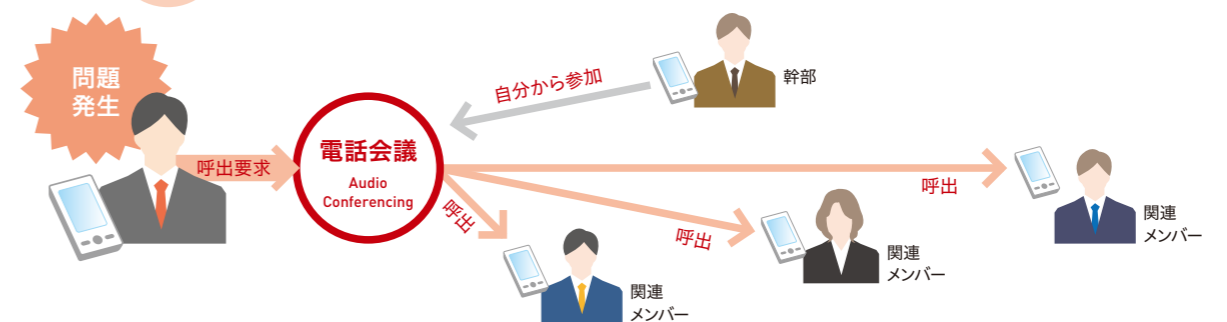 問題
発生
呼出要求
電話会議
Audio
Conferencing
自分から参加
幹部
呼出
関連
メンバー
呼出
関連
メンバー
呼出
関連
メンバー